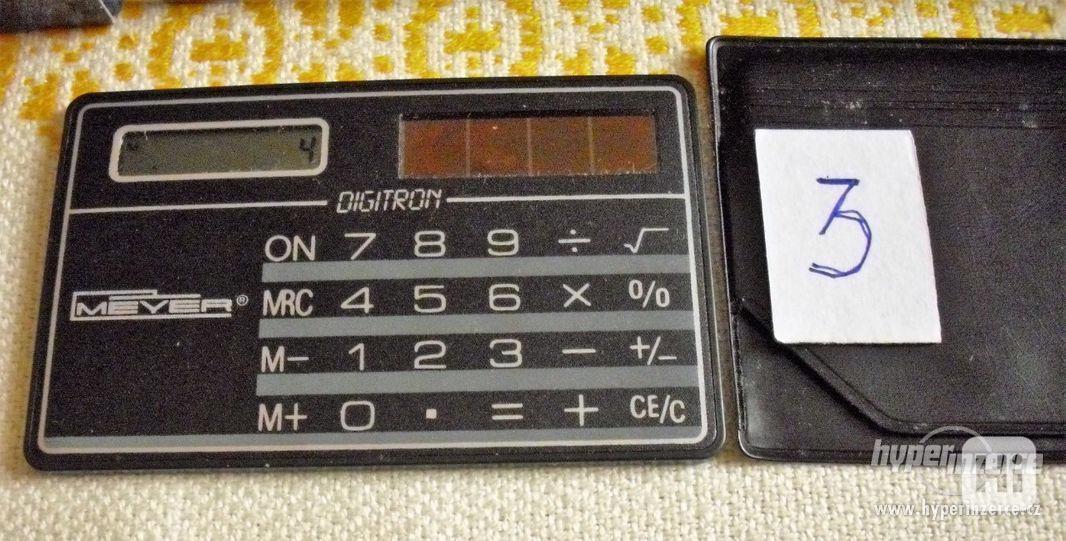 4
DIGITRON
MEYER®
ON 7 8 9 ÷ √
MRC 4 5 6 × %
M− 1 2 3 − +/−
M+ 0 . = + CE/C
3
hyperinzerce
HI
www.hyperinzerce.cz